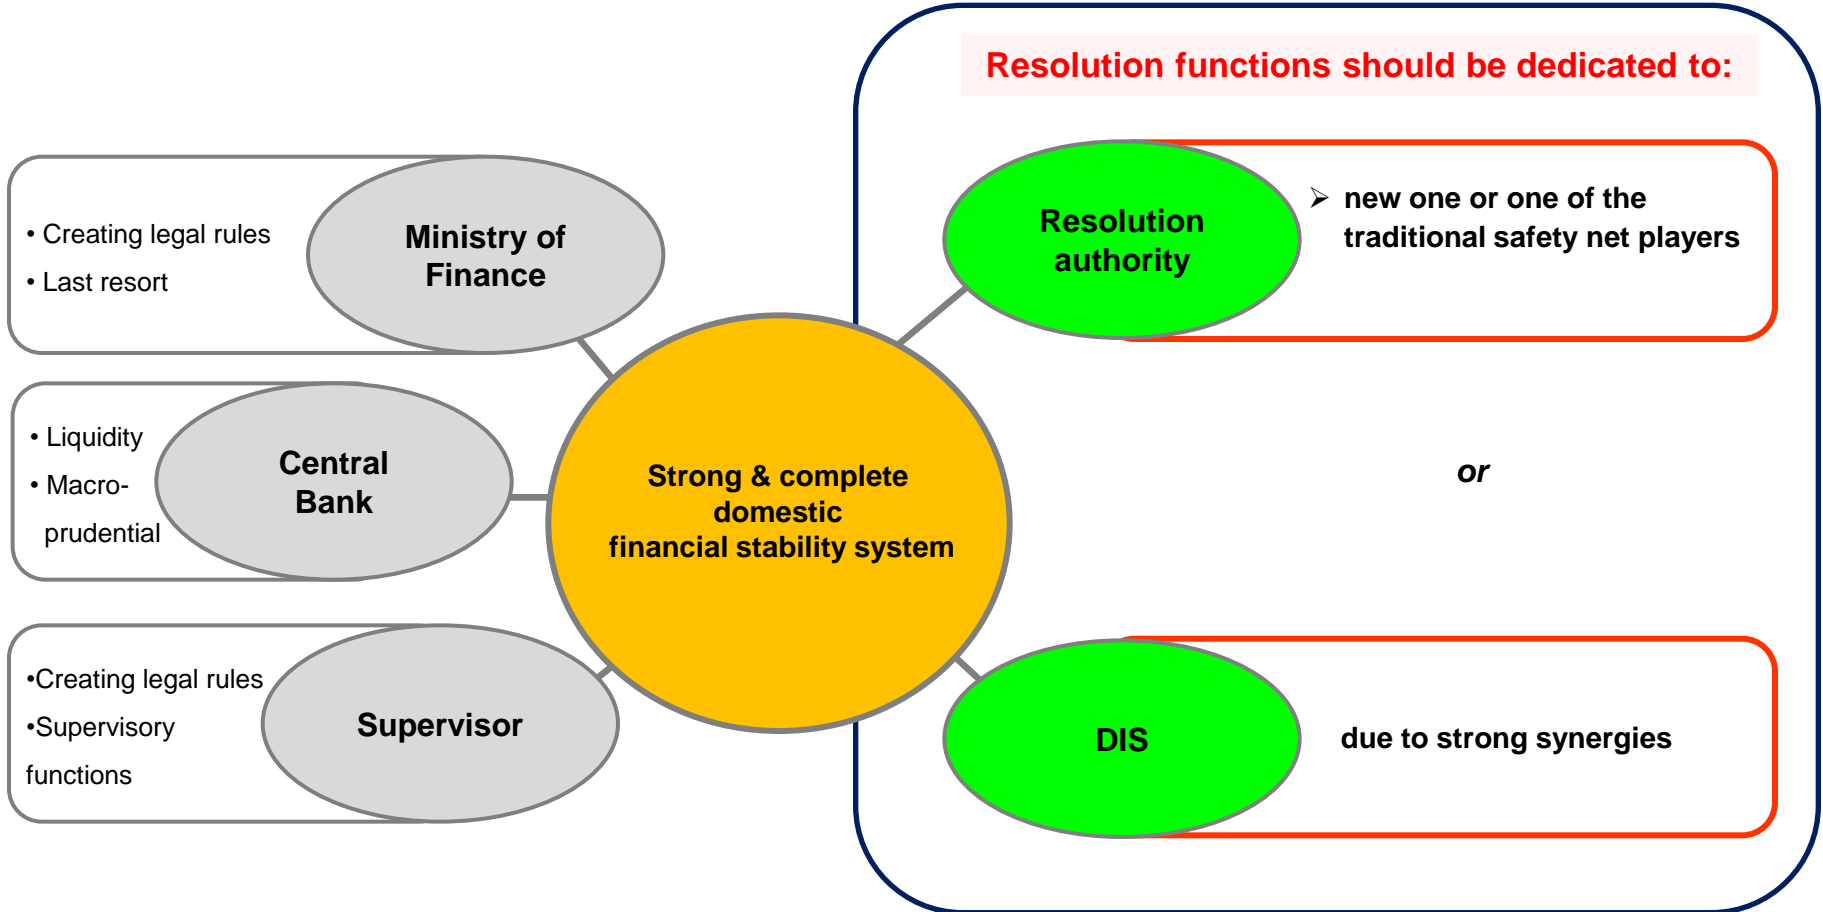 Resolution functions should be dedicated to:
• Creating legal rules
• Last resort
Ministry of
Finance
Resolution
authority
➢ new one or one of the
traditional safety net players
• Liquidity
• Macro-
prudential
Central
Bank
Strong & complete
domestic
financial stability system
or
•Creating legal rules
•Supervisory
functions
Supervisor
DIS
due to strong synergies